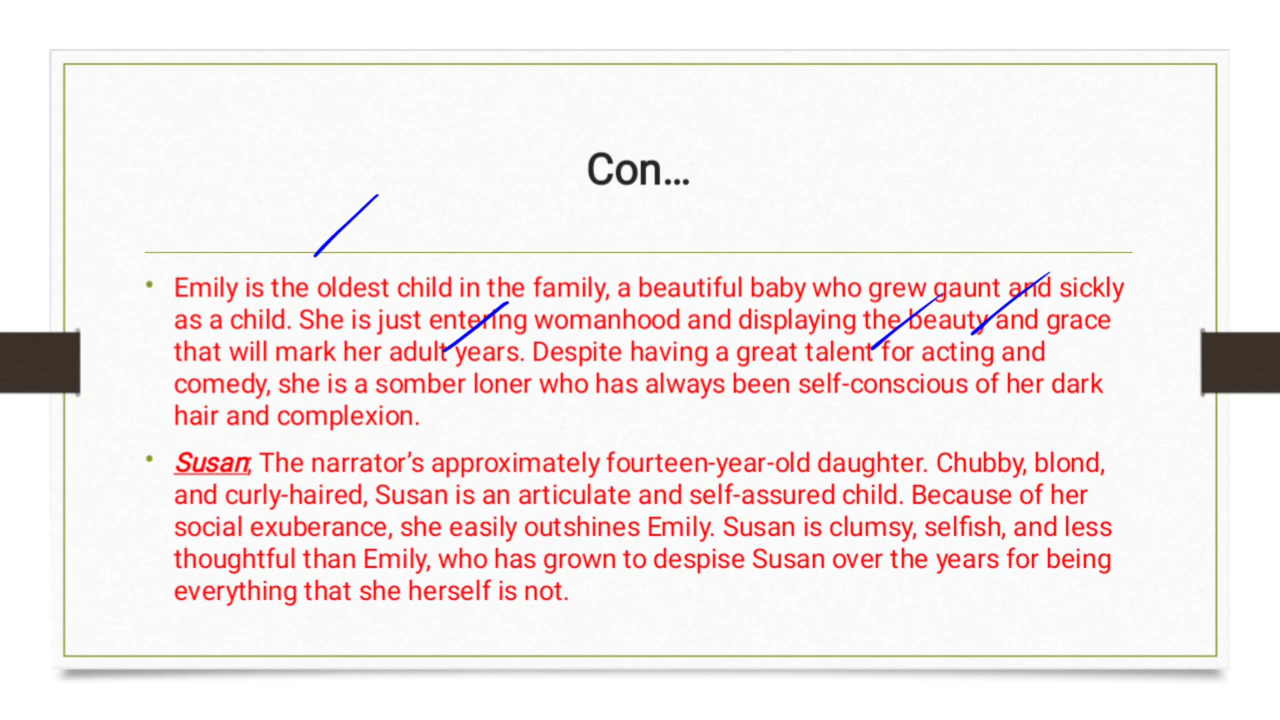 Con...
• Emily is the oldest child in the family, a beautiful baby who grew gaunt and sickly
as a child. She is just entering womanhood and displaying the beauty and grace
that will mark her adult years. Despite having a great talent for acting and
comedy, she is a somber loner who has always been self-conscious of her dark
hair and complexion.
• Susan; The narrator's approximately fourteen-year-old daughter. Chubby, blond,
and curly-haired, Susan is an articulate and self-assured child. Because of her
social exuberance, she easily outshines Emily. Susan is clumsy, selfish, and less
thoughtful than Emily, who has grown to despise Susan over the years for being
everything that she herself is not.